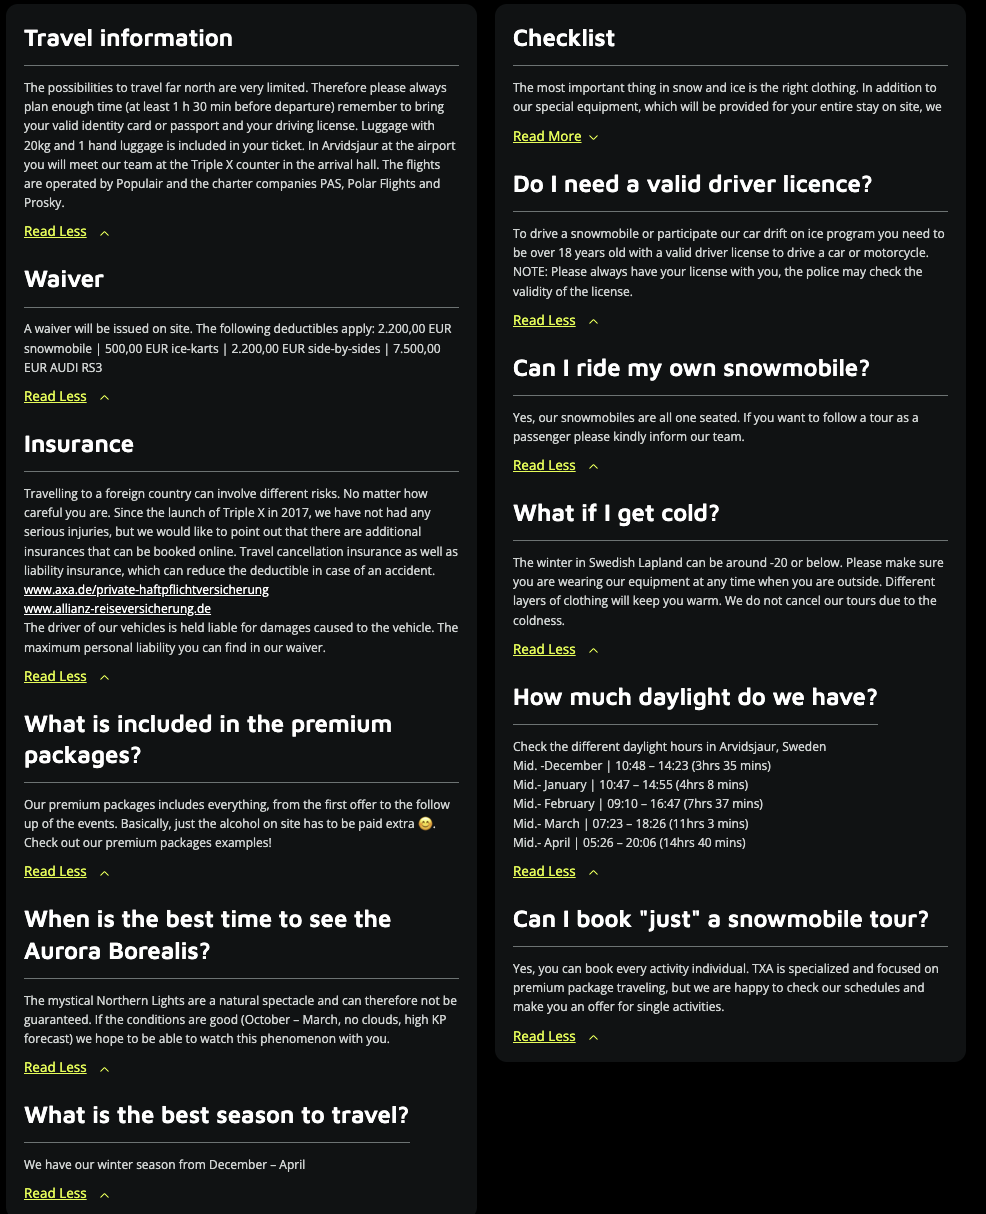 Travel information
The possibilities to travel far north are very limited. Therefore please always
plan enough time (at least 1 h 30 min before departure) remember to bring
your valid identity card or passport and your driving license. Luggage with
20kg and 1 hand luggage is included in your ticket. In Arvidsjaur at the airport
you will meet our team at the Triple X counter in the arrival hall. The flights
are operated by Populair and the charter companies PAS, Polar Flights and
Prosky.
Read Less
Waiver
A waiver will be issued on site. The following deductibles apply: 2.200,00 EUR
snowmobile | 500,00 EUR ice-karts | 2.200,00 EUR side-by-sides | 7.500,00
EUR AUDI RS3
Read Less
Insurance
Travelling to a foreign country can involve different risks. No matter how
careful you are. Since the launch of Triple X in 2017, we have not had any
serious injuries, but we would like to point out that there are additional
insurances that can be booked online. Travel cancellation insurance as well as
liability insurance, which can reduce the deductible in case of an accident.
www.axa.de/private-haftpflichtversicherung
www.allianz-reiseversicherung.de
The driver of our vehicles is held liable for damages caused to the vehicle. The
maximum personal liability you can find in our waiver.
Read Less
What is included in the premium
packages?
Our premium packages includes everything, from the first offer to the follow
up of the events. Basically, just the alcohol on site has to be paid extra 😊.
Check out our premium packages examples!
Read Less
When is the best time to see the
Aurora Borealis?
The mystical Northern Lights are a natural spectacle and can therefore not be
guaranteed. If the conditions are good (October – March, no clouds, high KP
forecast) we hope to be able to watch this phenomenon with you.
Read Less
What is the best season to travel?
We have our winter season from December – April
Read Less
Checklist
The most important thing in snow and ice is the right clothing. In addition to
our special equipment, which will be provided for your entire stay on site, we
Read More
Do I need a valid driver licence?
To drive a snowmobile or participate our car drift on ice program you need to
be over 18 years old with a valid driver license to drive a car or motorcycle.
NOTE: Please always have your license with you, the police may check the
validity of the license.
Read Less
Can I ride my own snowmobile?
Yes, our snowmobiles are all one seated. If you want to follow a tour as a
passenger please kindly inform our team.
Read Less
What if I get cold?
The winter in Swedish Lapland can be around -20 or below. Please make sure
you are wearing our equipment at any time when you are outside. Different
layers of clothing will keep you warm. We do not cancel our tours due to the
coldness.
Read Less
How much daylight do we have?
Check the different daylight hours in Arvidsjaur, Sweden
Mid. -December | 10:48 – 14:23 (3hrs 35 mins)
Mid.- January | 10:47 – 14:55 (4hrs 8 mins)
Mid.- February | 09:10 – 16:47 (7hrs 37 mins)
Mid.- March | 07:23 – 18:26 (11hrs 3 mins)
Mid.- April | 05:26 – 20:06 (14hrs 40 mins)
Read Less
Can I book "just" a snowmobile tour?
Yes, you can book every activity individual. TXA is specialized and focused on
premium package traveling, but we are happy to check our schedules and
make you an offer for single activities.
Read Less